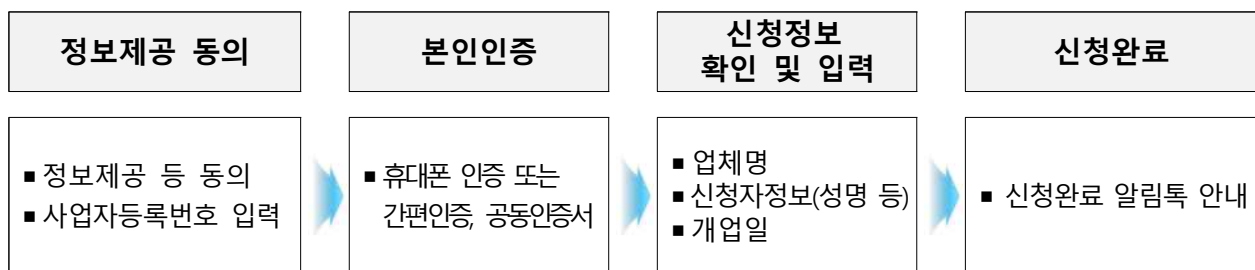 정보제공 동의
본인인증
신청정보
확인 및 입력
신청완료
▪ 정보제공 등 동의
▪ 사업자등록번호 입력
▪ 휴대폰 인증 또는
간편인증, 공동인증서
▪ 업체명
▪ 신청자정보(성명 등)
▪ 개업일
▪ 신청완료 알림톡 안내